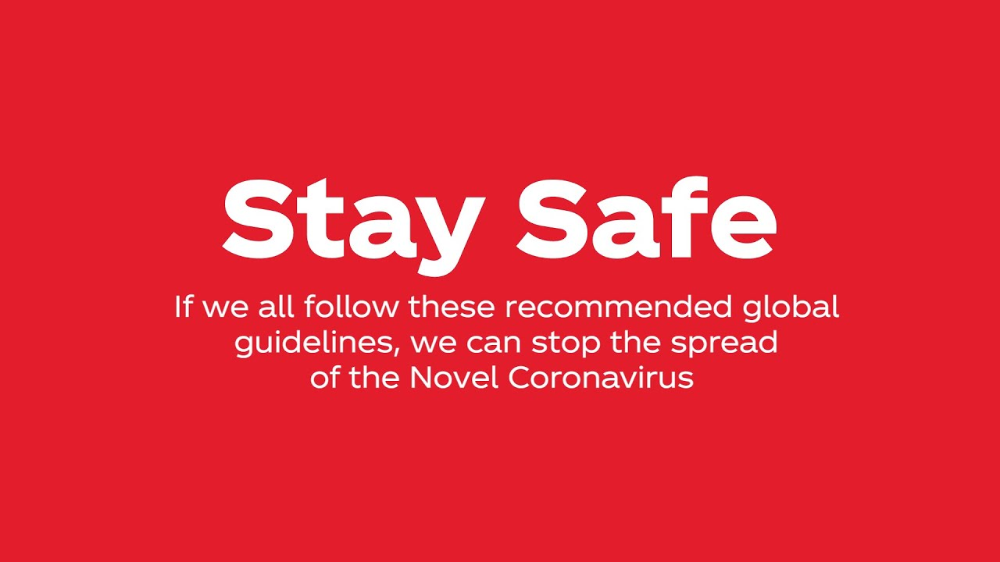 Stay Safe
If we all follow these recommended global
guidelines, we can stop the spread
of the Novel Coronavirus